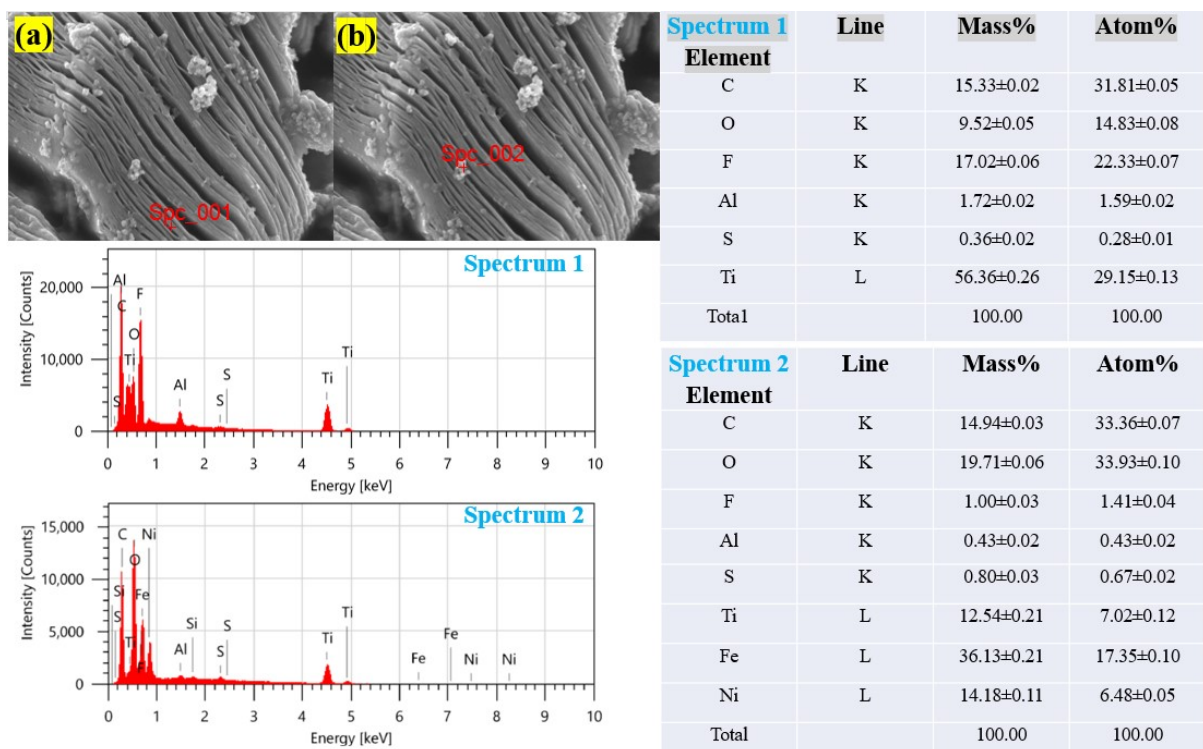 (a)
(b)
Spc_001
Spc_002
Spectrum 1
Intensity [Counts]
20,000
10,000
0
Al
C
F
O
Ti
S
Al
S
S
Ti
Ti
0 1 2 3 4 5 6 7 8 9 10
Energy [keV]
Spectrum 2
Intensity [Counts]
15,000
10,000
5,000
0
C
Ni
O
Si
Fe
S
Ti
F
Al
Si
S
S
Ti
Ti
Fe
Fe
Ni
Ni
0 1 2 3 4 5 6 7 8 9 10
Energy [keV]
Spectrum 1 Line Mass% Atom%
Element
C K 15.33±0.02 31.81±0.05
O K 9.52±0.05 14.83±0.08
F K 17.02±0.06 22.33±0.07
Al K 1.72±0.02 1.59±0.02
S K 0.36±0.02 0.28±0.01
Ti L 56.36±0.26 29.15±0.13
Tota1 100.00 100.00
Spectrum 2 Line Mass% Atom%
Element
C K 14.94±0.03 33.36±0.07
O K 19.71±0.06 33.93±0.10
F K 1.00±0.03 1.41±0.04
Al K 0.43±0.02 0.43±0.02
S K 0.80±0.03 0.67±0.02
Ti L 12.54±0.21 7.02±0.12
Fe L 36.13±0.21 17.35±0.10
Ni L 14.18±0.11 6.48±0.05
Total 100.00 100.00